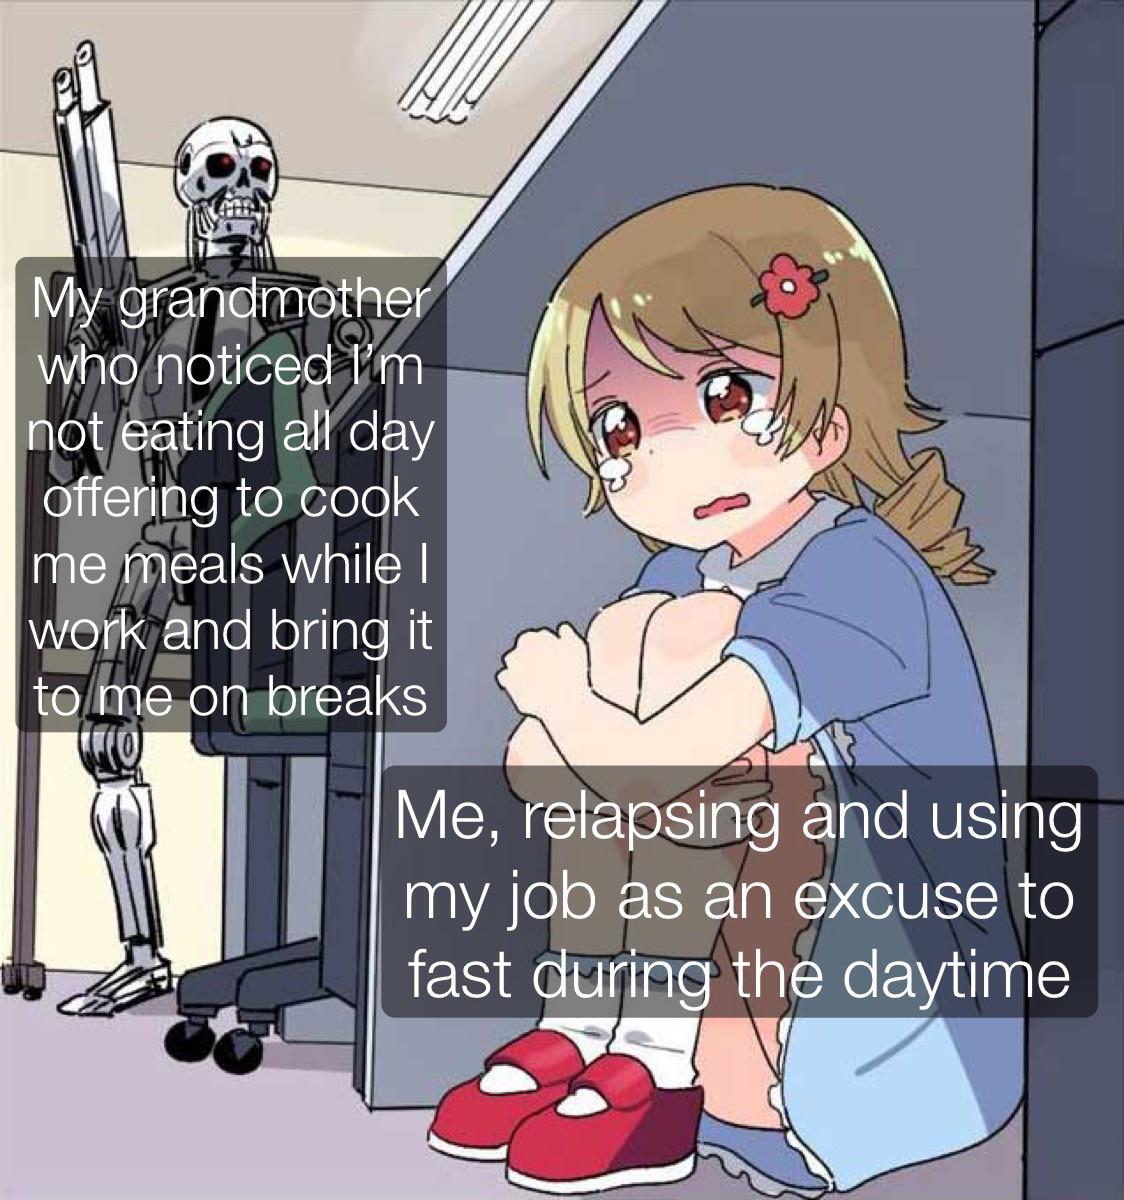 My grandmother
who noticed I'm
not eating all day
offering to cook
me meals while I
work and bring it
to me on breaks
Me, relapsing and using
my job as an excuse to
fast during the daytime